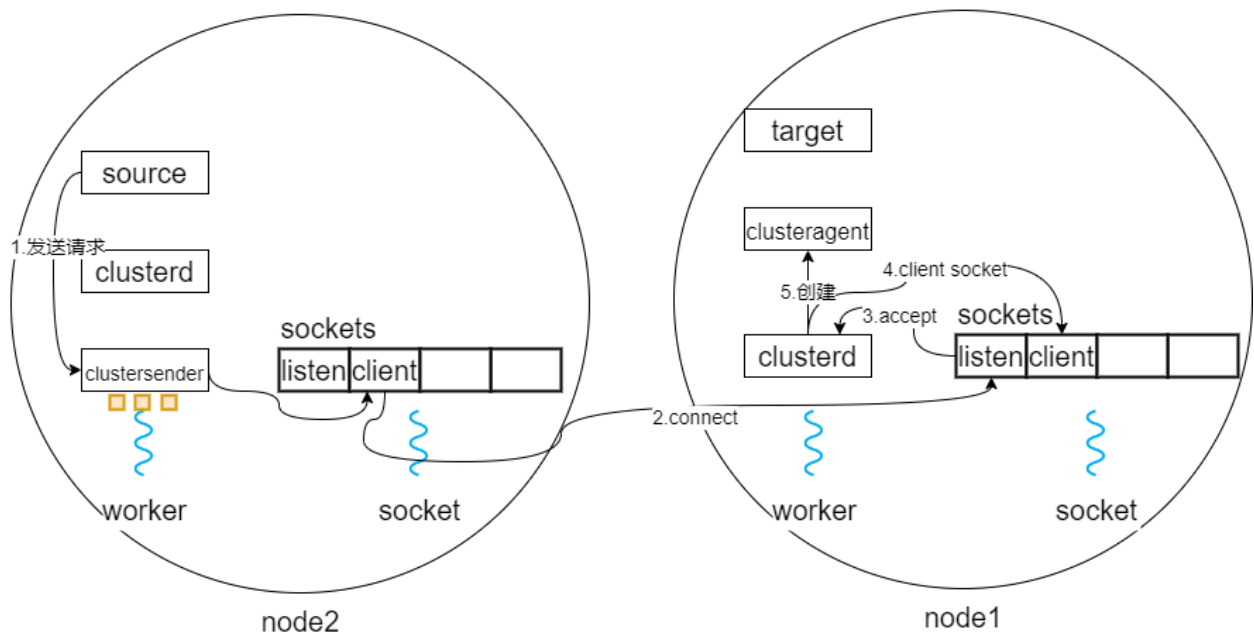 source
1.发送请求
clusterd
clustersender
sockets
listen
client
worker
socket
node2
2.connect
target
clusteragent
4.client socket
5.创建
3.accept
sockets
clusterd
listen
client
worker
socket
node1